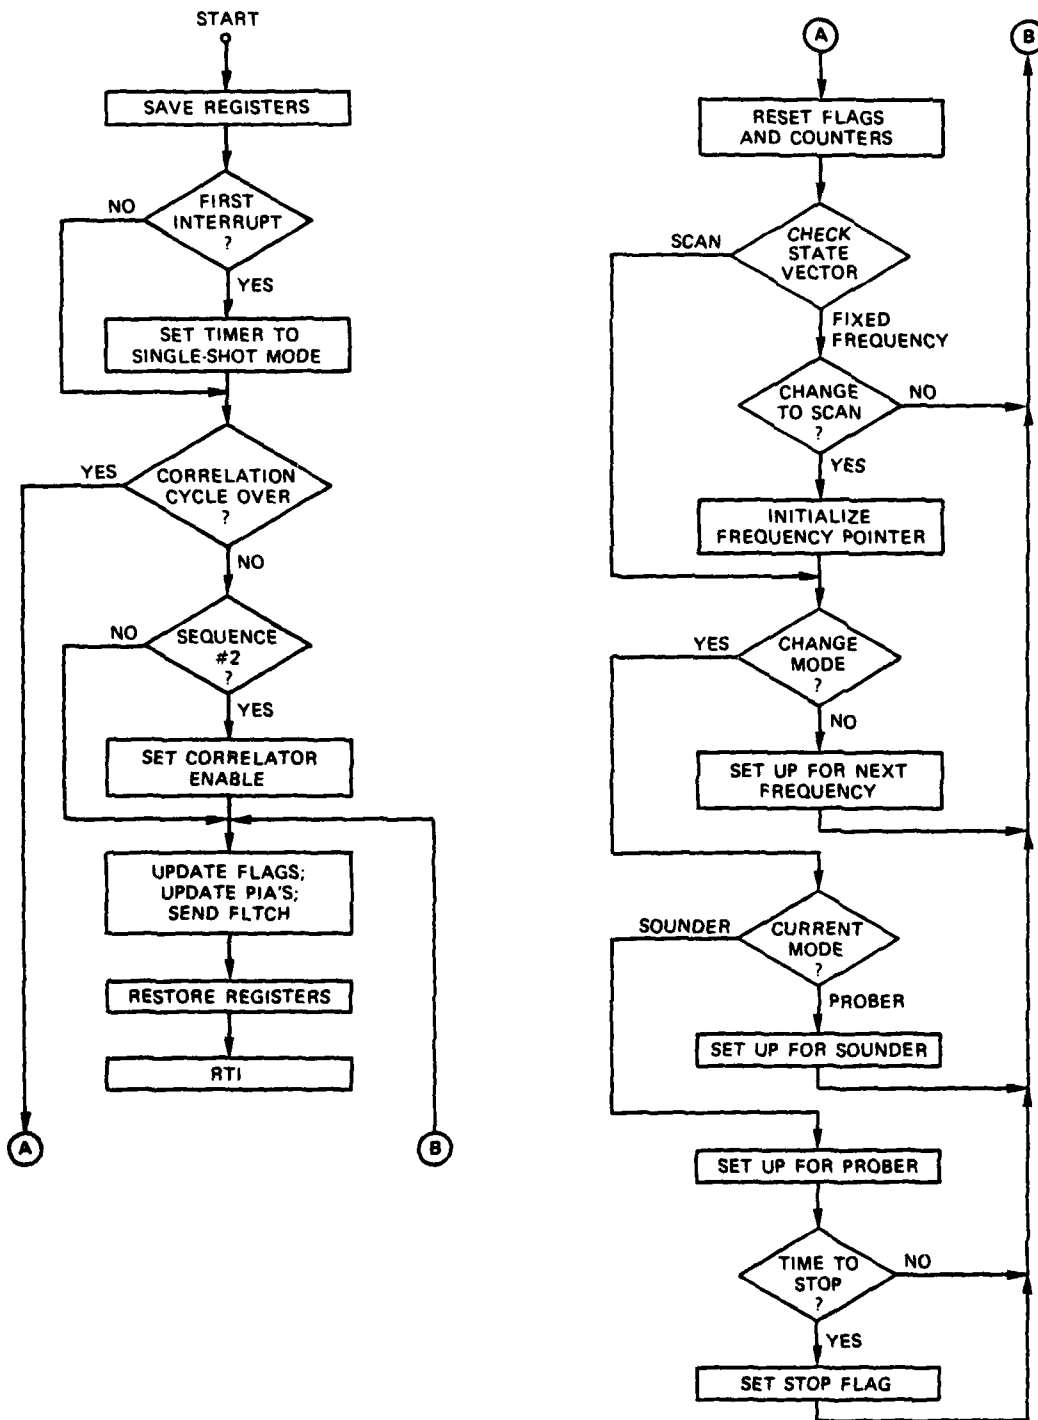 START
SAVE REGISTERS
NO
FIRST
INTERRUPT
?
YES
SET TIMER TO
SINGLE-SHOT MODE
YES
CORRELATION
CYCLE OVER
?
NO
NO
SEQUENCE
#2
?
YES
SET CORRELATOR
ENABLE
UPDATE FLAGS;
UPDATE PIA'S;
SEND FLTCH
RESTORE REGISTERS
RTI
A
B
A
B
RESET FLAGS
AND COUNTERS
SCAN
CHECK
STATE
VECTOR
FIXED
FREQUENCY
CHANGE
TO SCAN
?
NO
YES
INITIALIZE
FREQUENCY POINTER
YES
CHANGE
MODE
?
NO
SET UP FOR NEXT
FREQUENCY
SOUNDER
CURRENT
MODE
?
PROBER
SET UP FOR SOUNDER
SET UP FOR PROBER
TIME TO
STOP
?
NO
YES
SET STOP FLAG